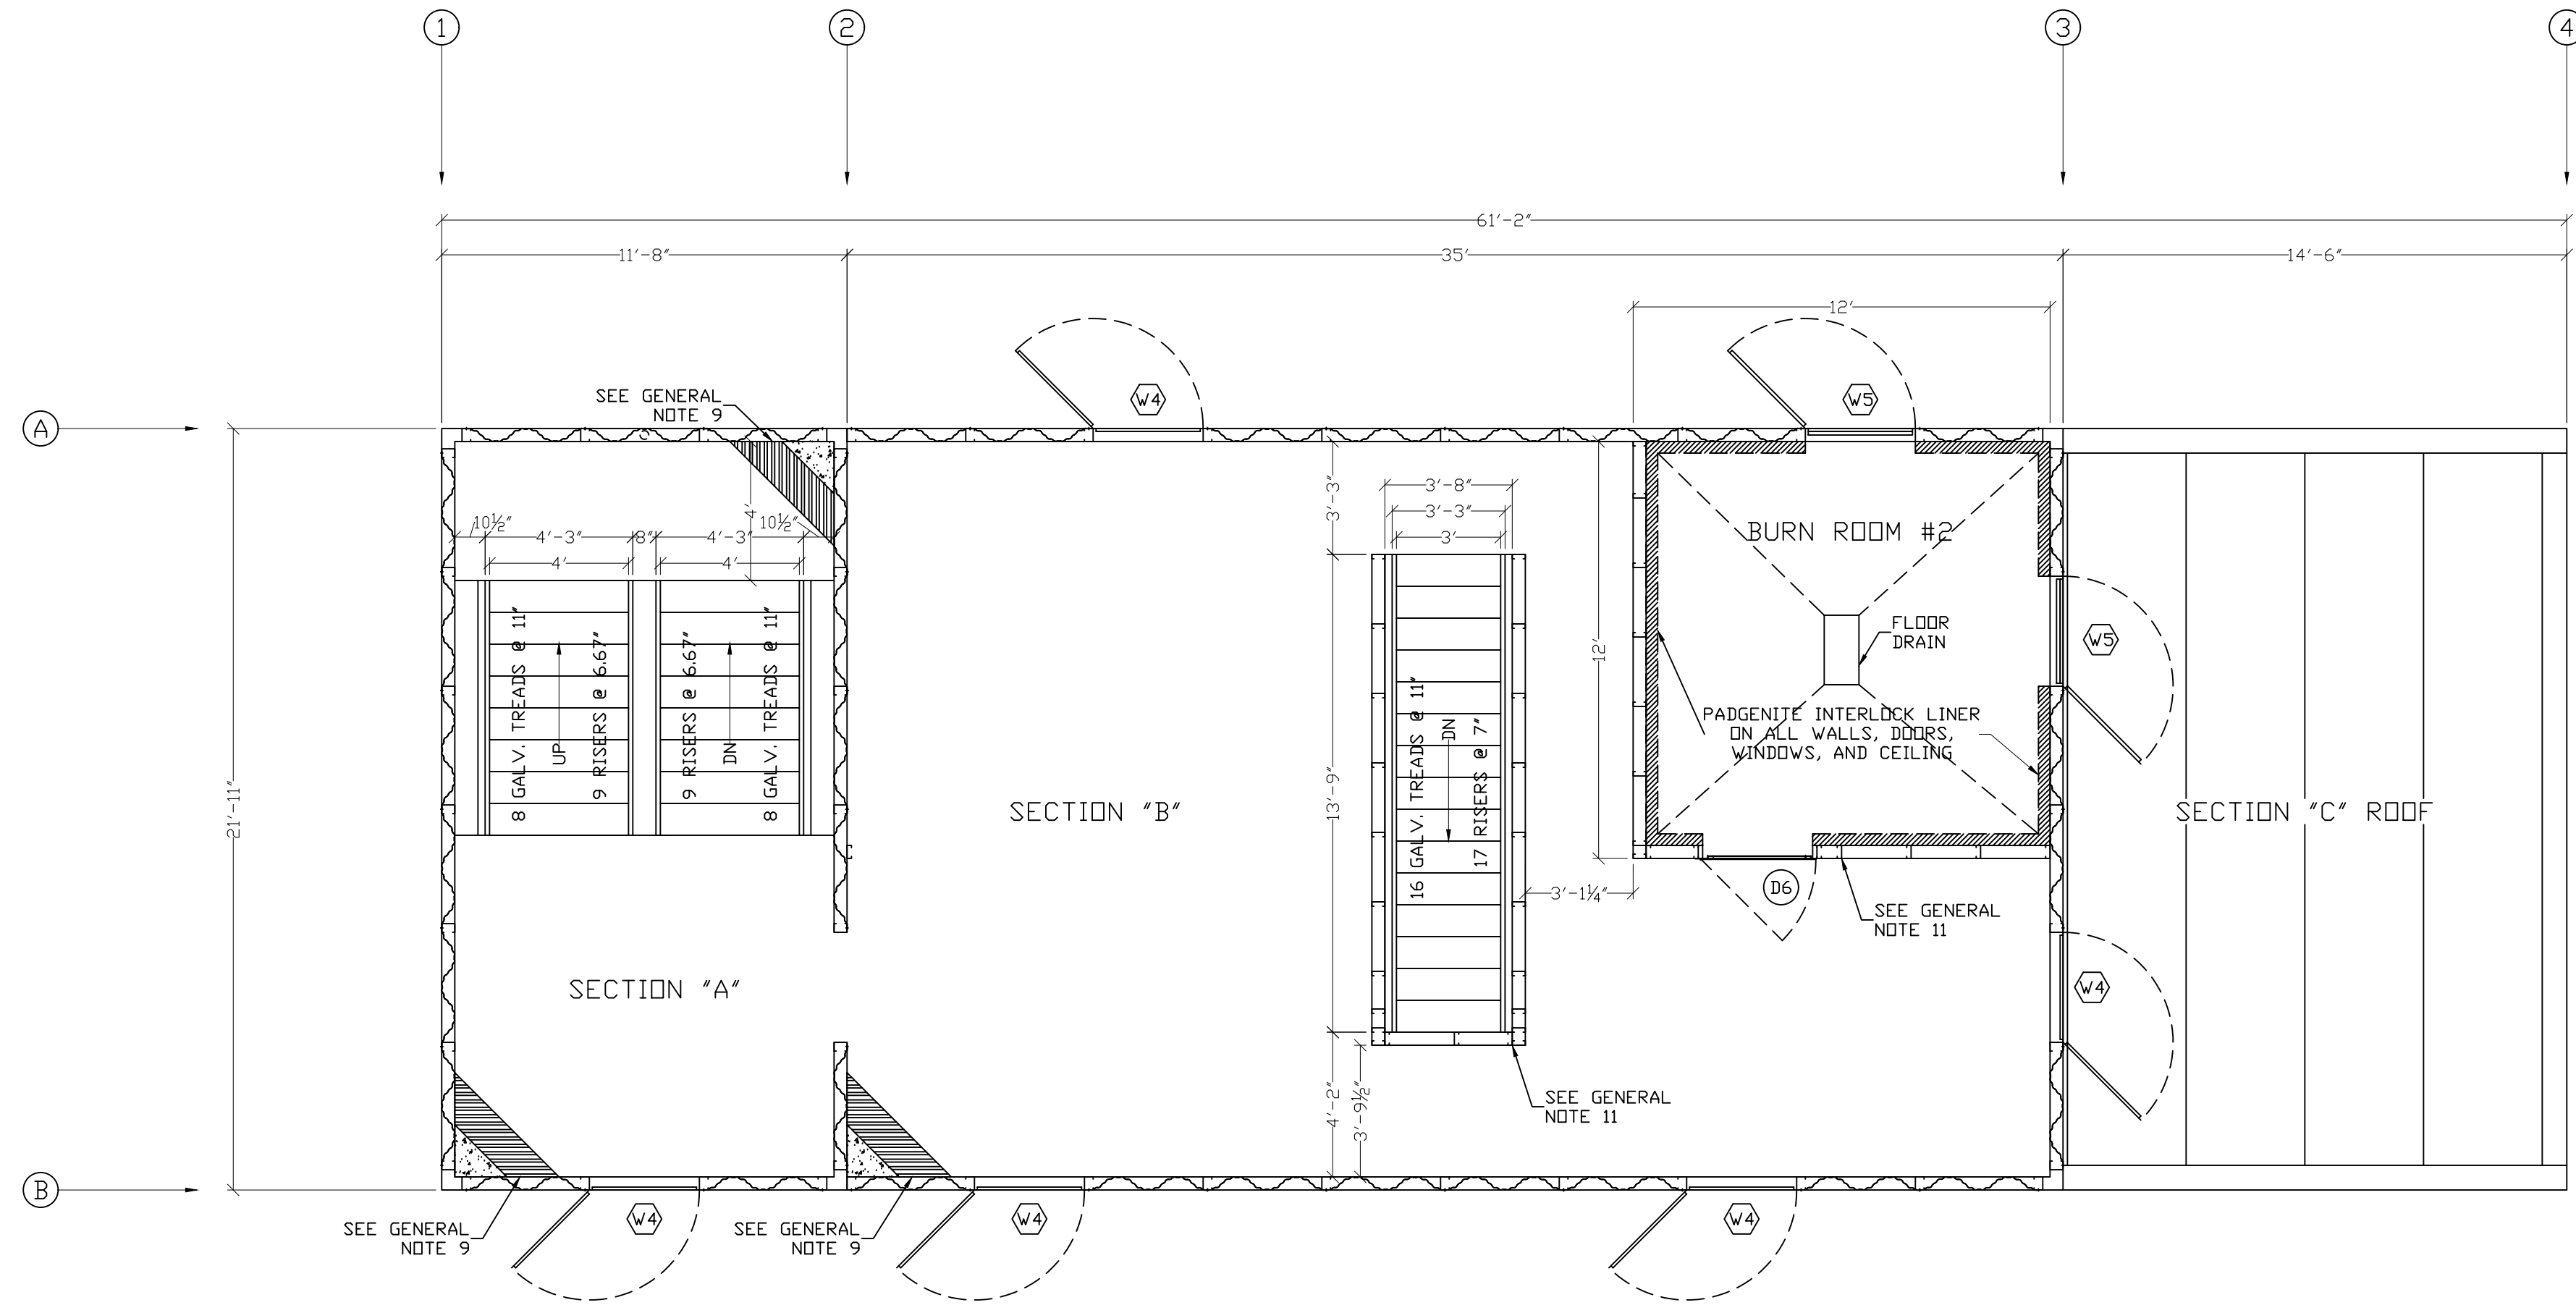 1
2
3
4
61'-2"
11'-8"
35'
14'-6"
12'
W4
W5
SEE GENERAL
NOTE 9
A
21'-11"
10½"
4'-3"
8"
4'-3"
10½"
4'
4'
4'
8 GALV. TREADS @ 11"
UP
9 RISERS @ 6.67"
9 RISERS @ 6.67"
DN
8 GALV. TREADS @ 11"
SECTION "A"
SECTION "B"
3'-3"
13'-9"
4'-2"
3'-9½"
3'-8"
3'-3"
3'
16 GALV. TREADS @ 11"
DN
17 RISERS @ 7"
12'
3'-1¼"
BURN ROOM #2
FLOOR
DRAIN
PADGENITE INTERLOCK LINER
ON ALL WALLS, DOORS,
WINDOWS, AND CEILING
D6
SEE GENERAL
NOTE 11
SEE GENERAL
NOTE 11
W5
W4
SECTION "C" ROOF
B
SEE GENERAL
NOTE 9
W4
SEE GENERAL
NOTE 9
W4
W4